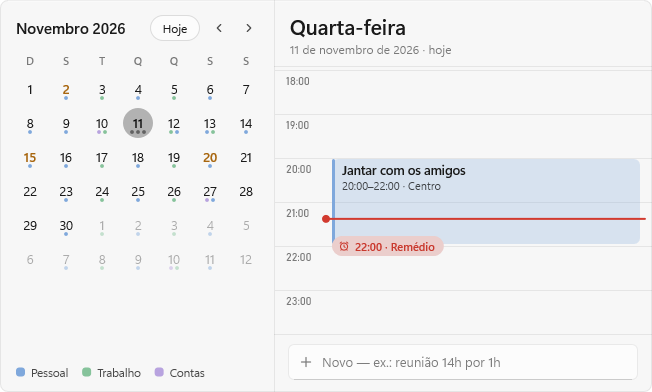 Novembro 2026
Hoje
D S T Q Q S S
1 2 3 4 5 6 7
8 9 10 11 12 13 14
15 16 17 18 19 20 21
22 23 24 25 26 27 28
29 30 1 2 3 4 5
6 7 8 9 10 11 12
Pessoal Trabalho Contas
Quarta-feira
11 de novembro de 2026 · hoje
18:00
19:00
20:00
Jantar com os amigos
20:00–22:00 · Centro
21:00
22:00 · Remédio
22:00
23:00
Novo — ex.: reunião 14h por 1h